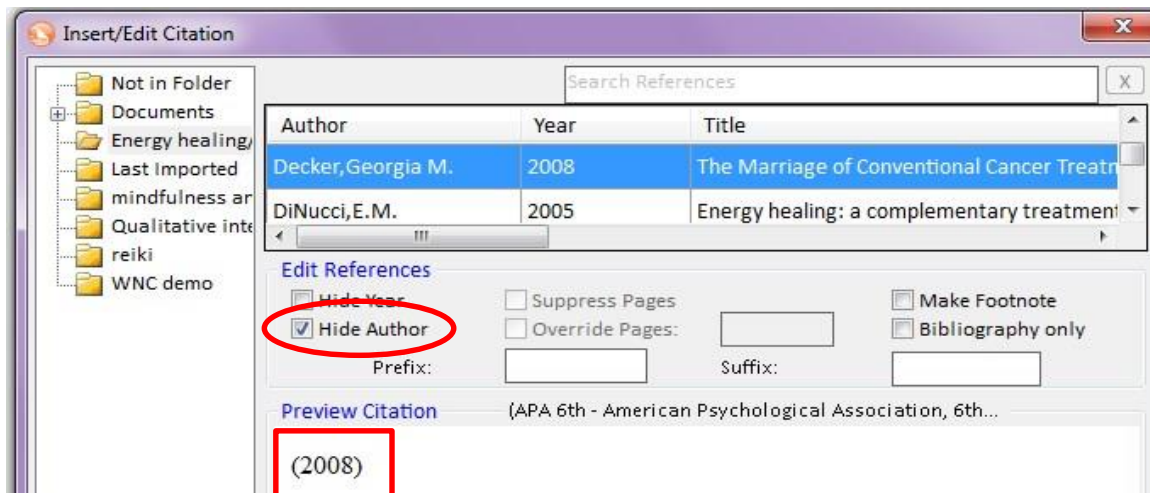 Insert/Edit Citation
X
Not in Folder
Documents
Energy healing/
Last Imported
mindfulness an
Qualitative inte
reiki
WNC demo
Search References
X
Author Year Title
Decker,Georgia M. 2008 The Marriage of Conventional Cancer Treatn
DiNucci,E.M. 2005 Energy healing: a complementary treatment
Edit References
Hide Year Suppress Pages Make Footnote
Hide Author Override Pages: Bibliography only
Prefix: Suffix:
Preview Citation (APA 6th - American Psychological Association, 6th...
(2008)